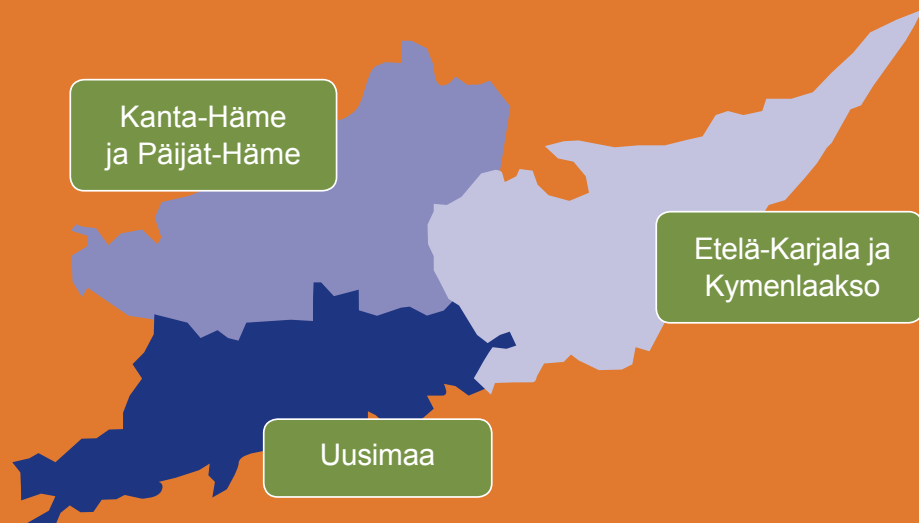 Kanta-Häme
ja Päijät-Häme
Etelä-Karjala ja
Kymenlaakso
Uusimaa